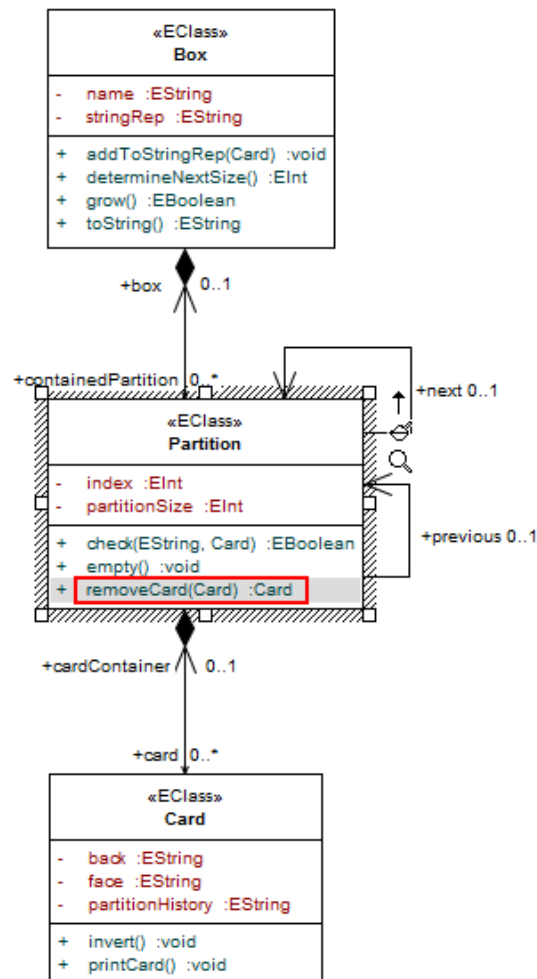 «EClass»
Box
- name :EString
- stringRep :EString
+ addToStringRep(Card) :void
+ determineNextSize() :EInt
+ grow() :EBoolean
+ toString() :EString
+box 0..1
+containedPartition 0..*
+next 0..1
«EClass»
Partition
- index :EInt
- partitionSize :EInt
+ check(EString, Card) :EBoolean
+previous 0..1
+ empty() :void
+ removeCard(Card) :Card
+cardContainer 0..1
+card 0..*
«EClass»
Card
- back :EString
- face :EString
- partitionHistory :EString
+ invert() :void
+ printCard() :void